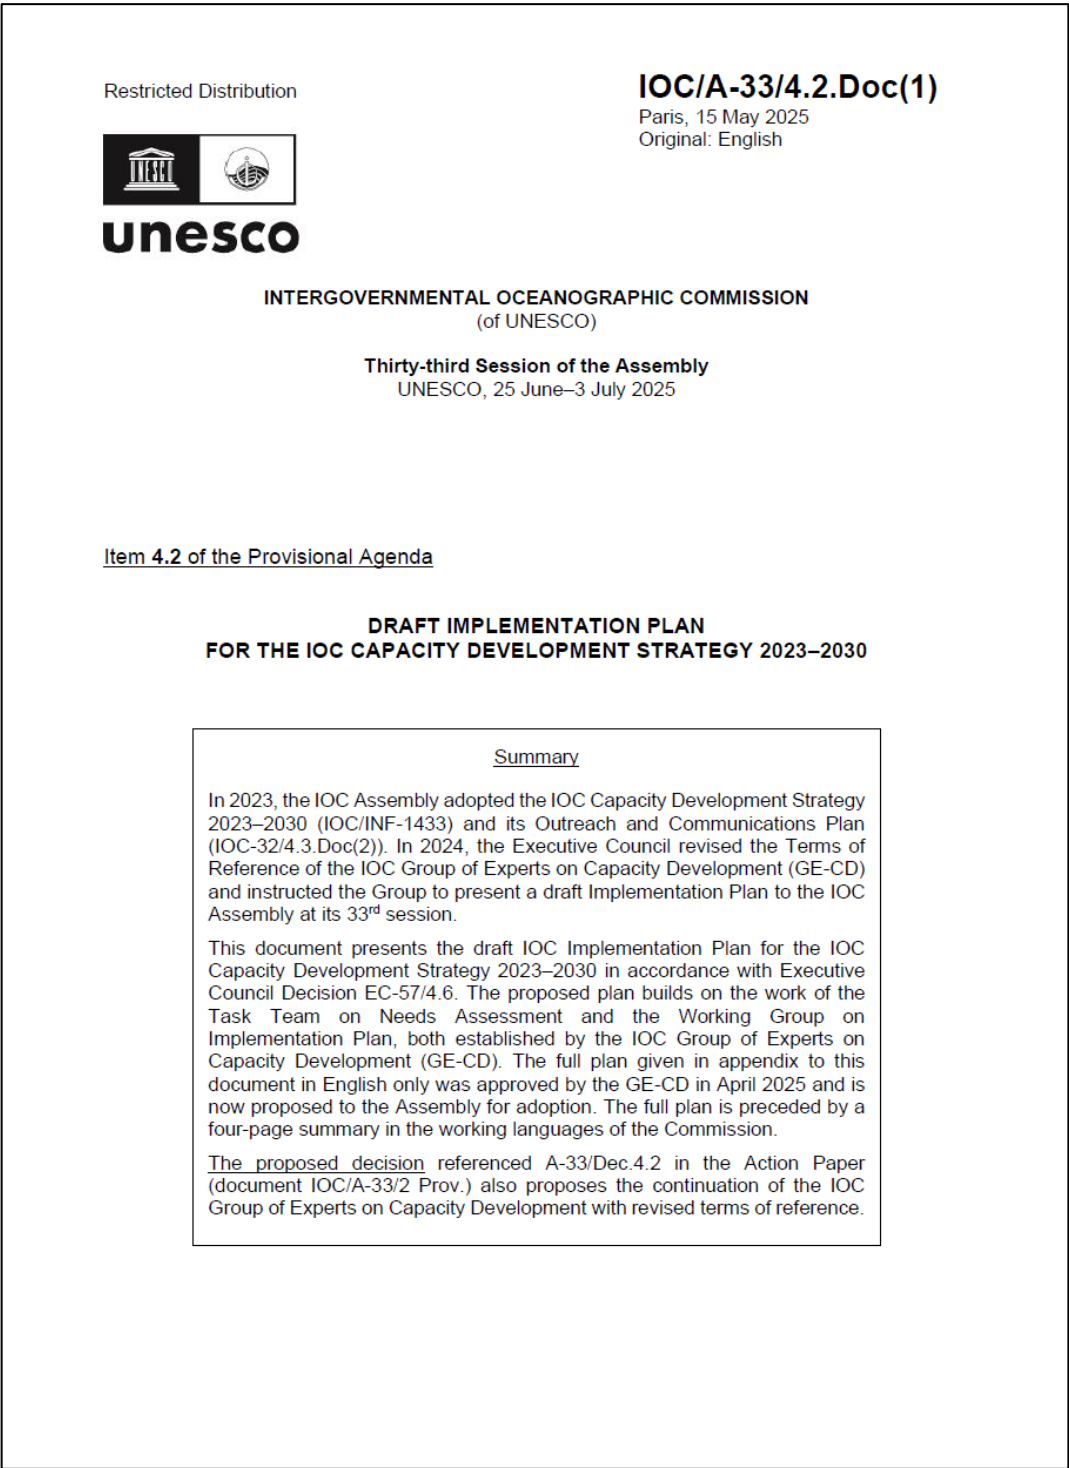 Restricted Distribution
IOC/A-33/4.2.Doc(1)
Paris, 15 May 2025
Original: English
UNESCO
unesco
INTERGOVERNMENTAL OCEANOGRAPHIC COMMISSION
(of UNESCO)
Thirty-third Session of the Assembly
UNESCO, 25 June–3 July 2025
Item 4.2 of the Provisional Agenda
DRAFT IMPLEMENTATION PLAN
FOR THE IOC CAPACITY DEVELOPMENT STRATEGY 2023–2030
Summary
In 2023, the IOC Assembly adopted the IOC Capacity Development Strategy
2023–2030 (IOC/INF-1433) and its Outreach and Communications Plan
(IOC-32/4.3.Doc(2)). In 2024, the Executive Council revised the Terms of
Reference of the IOC Group of Experts on Capacity Development (GE-CD)
and instructed the Group to present a draft Implementation Plan to the IOC
Assembly at its 33rd session.
This document presents the draft IOC Implementation Plan for the IOC
Capacity Development Strategy 2023–2030 in accordance with Executive
Council Decision EC-57/4.6. The proposed plan builds on the work of the
Task Team on Needs Assessment and the Working Group on
Implementation Plan, both established by the IOC Group of Experts on
Capacity Development (GE-CD). The full plan given in appendix to this
document in English only was approved by the GE-CD in April 2025 and is
now proposed to the Assembly for adoption. The full plan is preceded by a
four-page summary in the working languages of the Commission.
The proposed decision referenced A-33/Dec.4.2 in the Action Paper
(document IOC/A-33/2 Prov.) also proposes the continuation of the IOC
Group of Experts on Capacity Development with revised terms of reference.